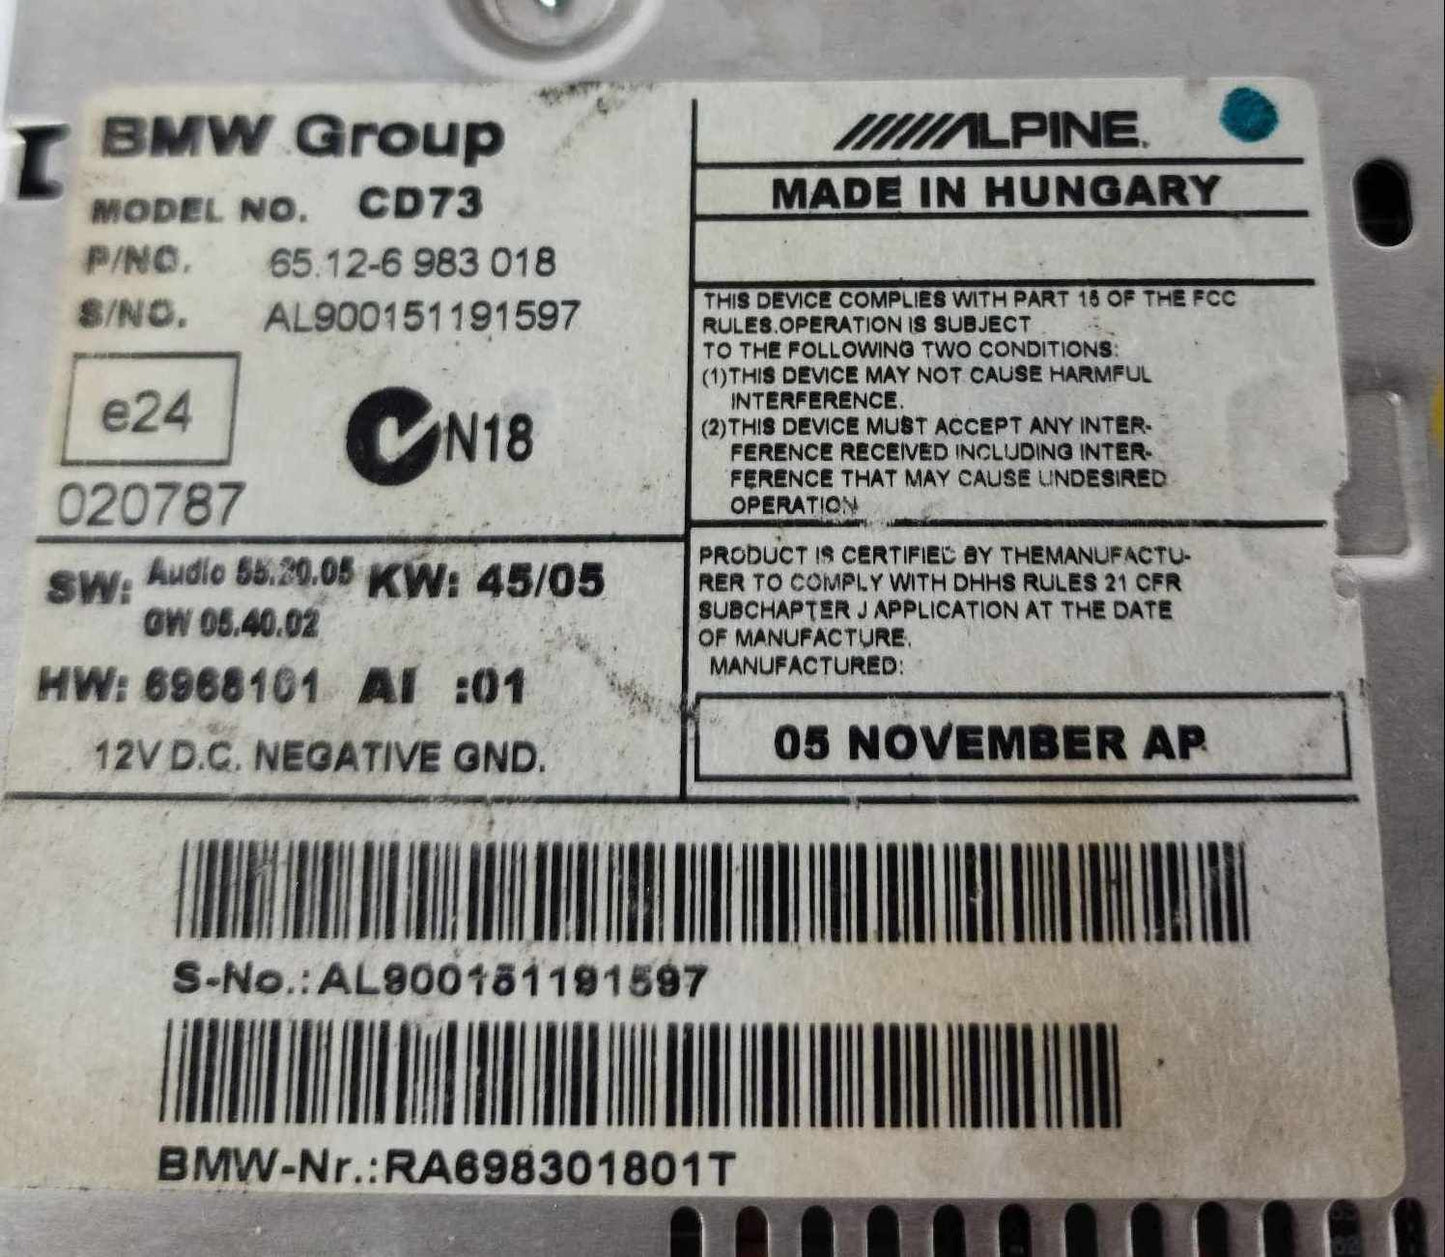 BMW Group
MODEL NO. CD73
P/NO. 65.12-6 983 018
S/NO. AL900151191597
e24
020787
N18
SW: Audio 55.20.05 KW: 45/05
GW 05.40.02
HW: 6968101 AI :01
12V D.C. NEGATIVE GND.
ALPINE.
MADE IN HUNGARY
THIS DEVICE COMPLIES WITH PART 15 OF THE FCC
RULES.OPERATION IS SUBJECT
TO THE FOLLOWING TWO CONDITIONS:
(1)THIS DEVICE MAY NOT CAUSE HARMFUL
INTERFERENCE.
(2)THIS DEVICE MUST ACCEPT ANY INTER-
FERENCE RECEIVED INCLUDING INTER-
FERENCE THAT MAY CAUSE UNDESIRED
OPERATION
PRODUCT IS CERTIFIED BY THEMANUFACTU-
RER TO COMPLY WITH DHHS RULES 21 CFR
SUBCHAPTER J APPLICATION AT THE DATE
OF MANUFACTURE.
MANUFACTURED:
05 NOVEMBER AP
S-No.:AL900151191597
BMW-Nr.:RA698301801T